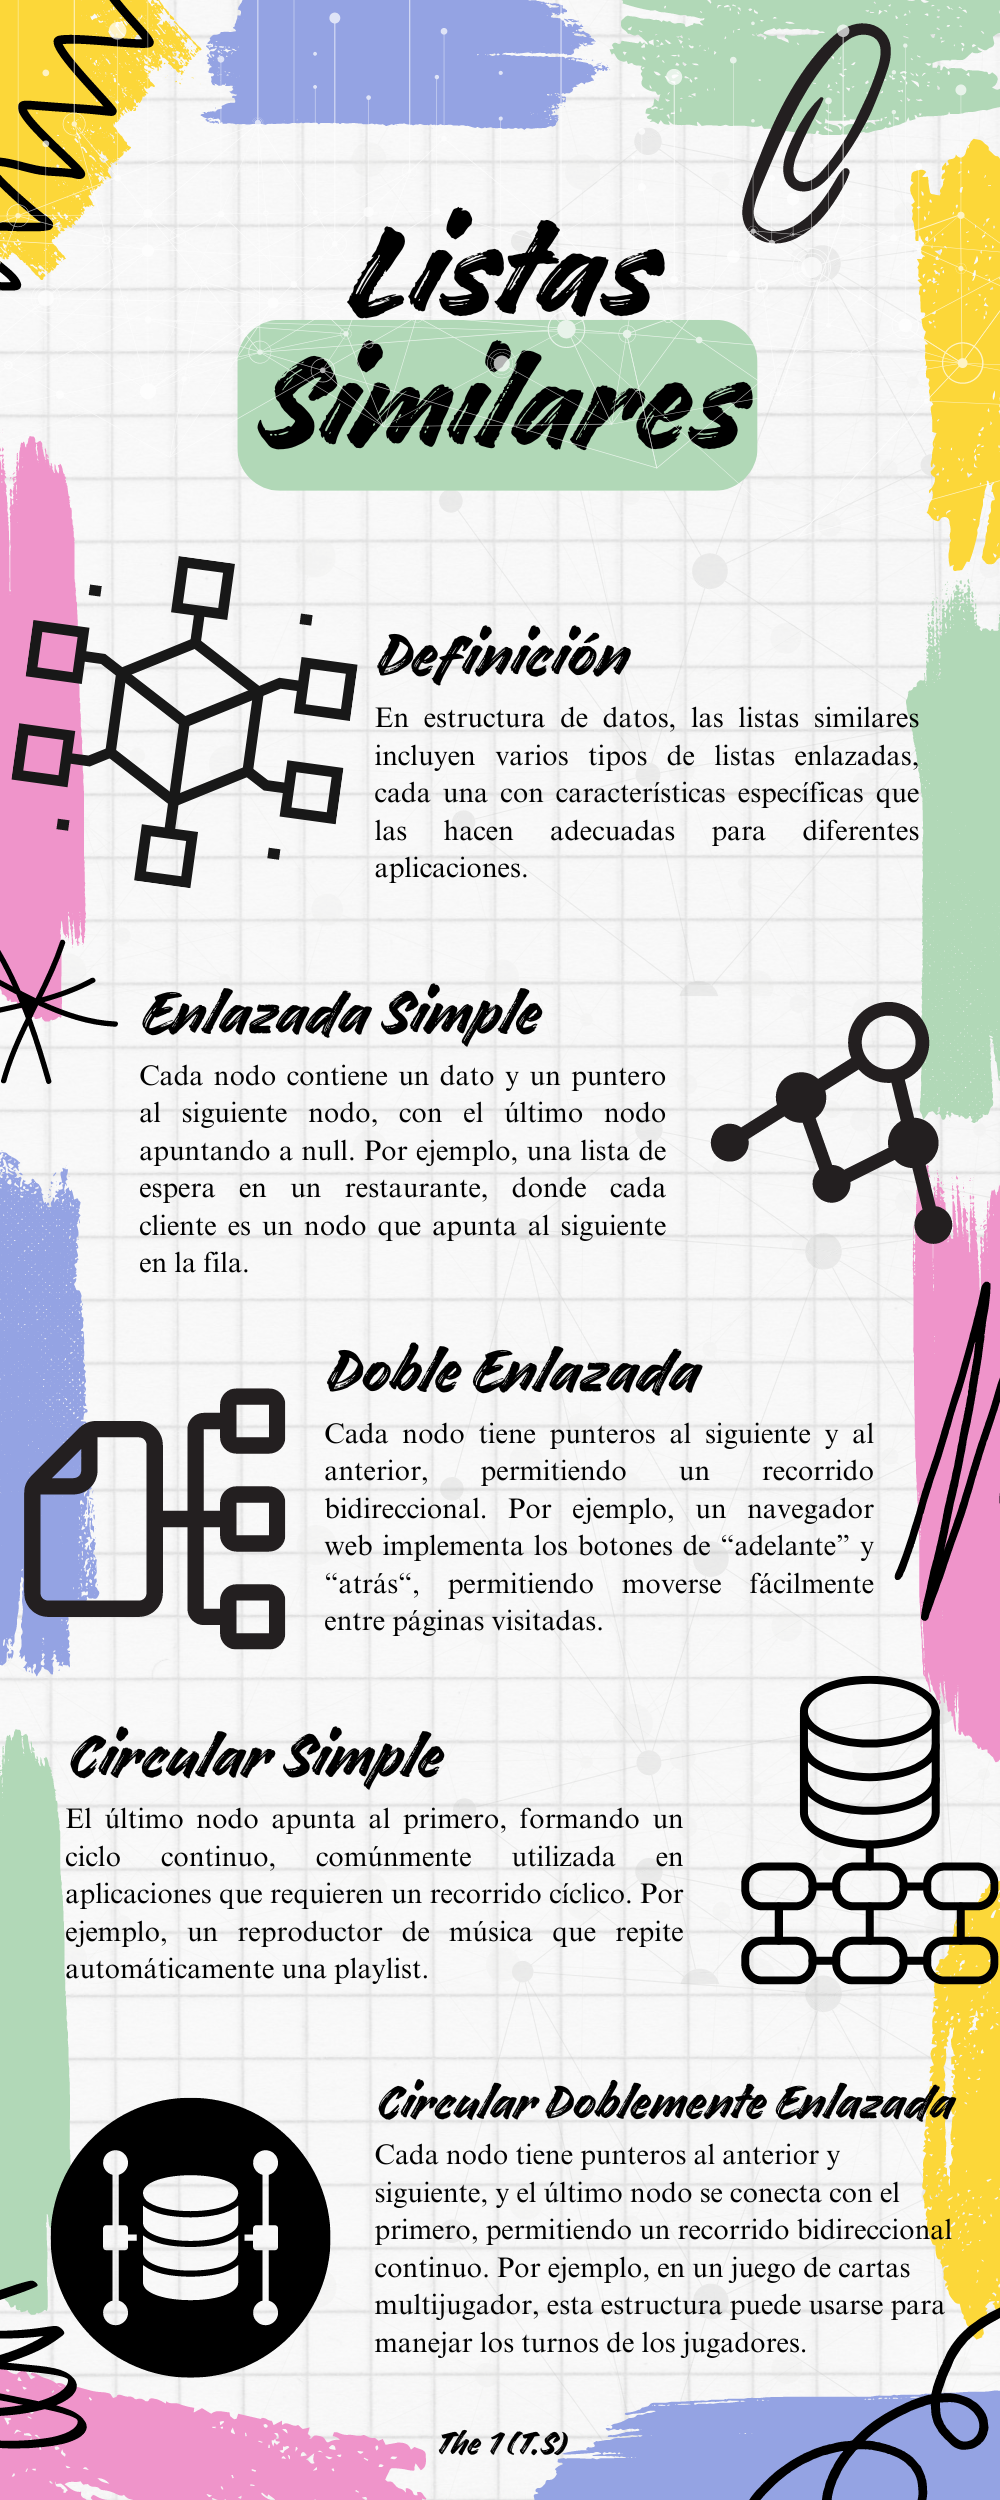 Listas
Similares
Definición
En estructura de datos, las listas similares
incluyen varios tipos de listas enlazadas,
cada una con características específicas que
las hacen adecuadas para diferentes
aplicaciones.
Enlazada Simple
Cada nodo contiene un dato y un puntero
al siguiente nodo, con el último nodo
apuntando a null. Por ejemplo, una lista de
espera en un restaurante, donde cada
cliente es un nodo que apunta al siguiente
en la fila.
Doble Enlazada
Cada nodo tiene punteros al siguiente y al
anterior, permitiendo un recorrido
bidireccional. Por ejemplo, un navegador
web implementa los botones de “adelante” y
“atrás“, permitiendo moverse fácilmente
entre páginas visitadas.
Circular Simple
El último nodo apunta al primero, formando un
ciclo continuo, comúnmente utilizada en
aplicaciones que requieren un recorrido cíclico. Por
ejemplo, un reproductor de música que repite
automáticamente una playlist.
Circular Doblemente Enlazada
Cada nodo tiene punteros al anterior y
siguiente, y el último nodo se conecta con el
primero, permitiendo un recorrido bidireccional
continuo. Por ejemplo, en un juego de cartas
multijugador, esta estructura puede usarse para
manejar los turnos de los jugadores.
The 1 (T.S)